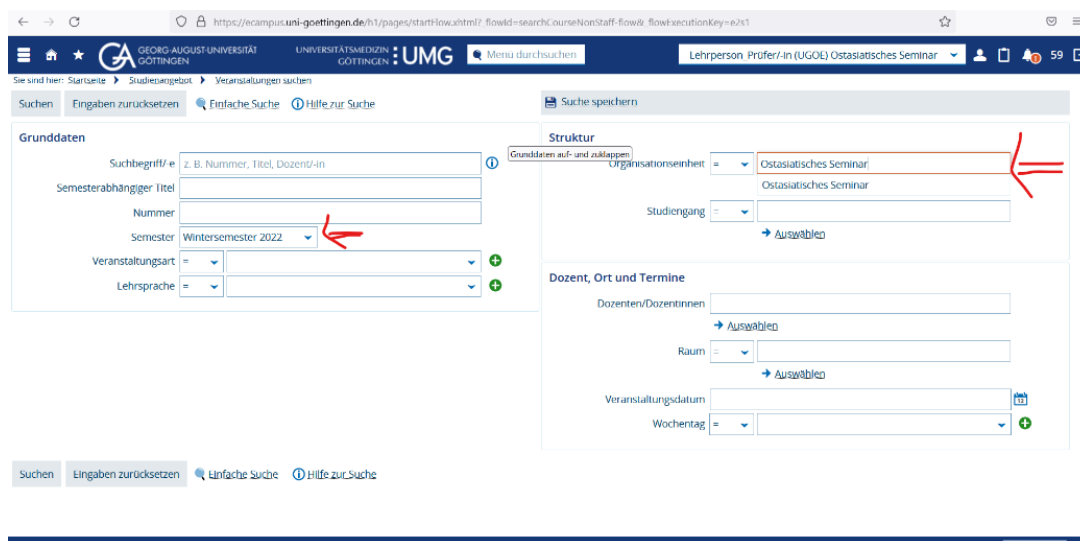 https://ecampus.uni-goettingen.de/h1/pages/startFlow.xhtml?_flowId=searchCourseNonStaff-flow&_flowExecutionKey=e2s1
GEORG-AUGUST-UNIVERSITÄT GÖTTINGEN
UNIVERSITÄTSMEDIZIN GÖTTINGEN : UMG
Menü durchsuchen
Lehrperson_Prüfer/-in (UGOE) Ostasiatisches Seminar
59
Sie sind hier: Startseite Studienangebot Veranstaltungen suchen
Suchen Eingaben zurücksetzen Einfache Suche Hilfe zur Suche
Suche speichern
Grunddaten
Suchbegriff/-e z. B. Nummer, Titel, Dozent/-in
Semesterabhängiger Titel
Nummer
Semester Wintersemester 2022
Veranstaltungsart =
Lehrsprache =
Struktur
Grunddaten auf- und zuklappen
Organisationseinheit = Ostasiatisches Seminar
Ostasiatisches Seminar
Studiengang =
Auswählen
Dozent, Ort und Termine
Dozenten/Dozentinnen
Auswählen
Raum =
Auswählen
Veranstaltungsdatum 12
Wochentag =
Suchen Eingaben zurücksetzen Einfache Suche Hilfe zur Suche